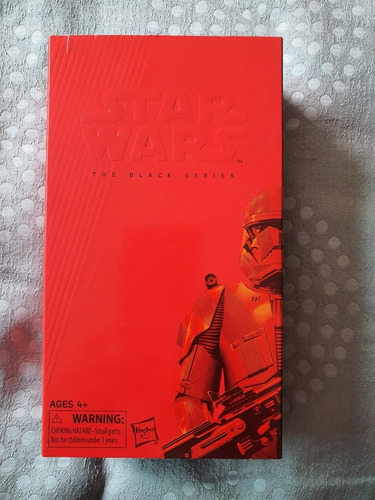 STAR
WARS
TM
THE BLACK SERIES
AGES 4+
WARNING:
CHOKING HAZARD - Small parts.
Not for children under 3 years.
Hasbro